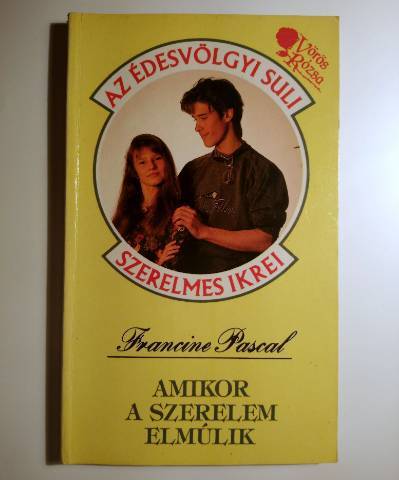 Vörös
Rózsa
AZ ÉDESVÖLGYI SULI
SZERELMES IKREI
Francine Pascal
AMIKOR
A SZERELEM
ELMÚLIK